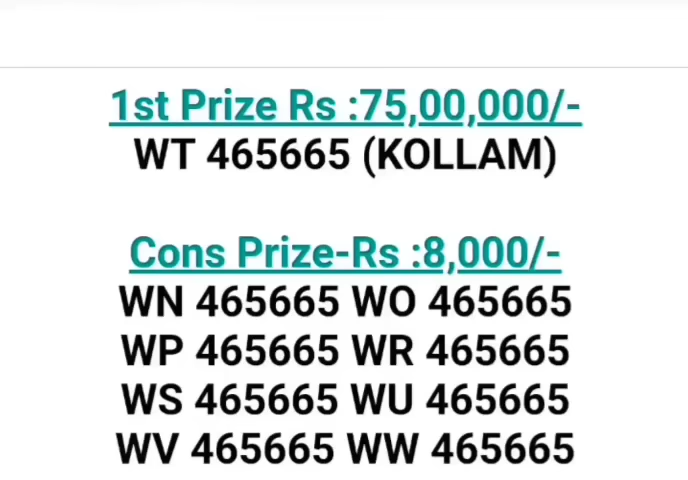 1st Prize Rs :75,00,000/-
WT 465665 (KOLLAM)
Cons Prize-Rs :8,000/-
WN 465665 WO 465665
WP 465665 WR 465665
WS 465665 WU 465665
WV 465665 WW 465665